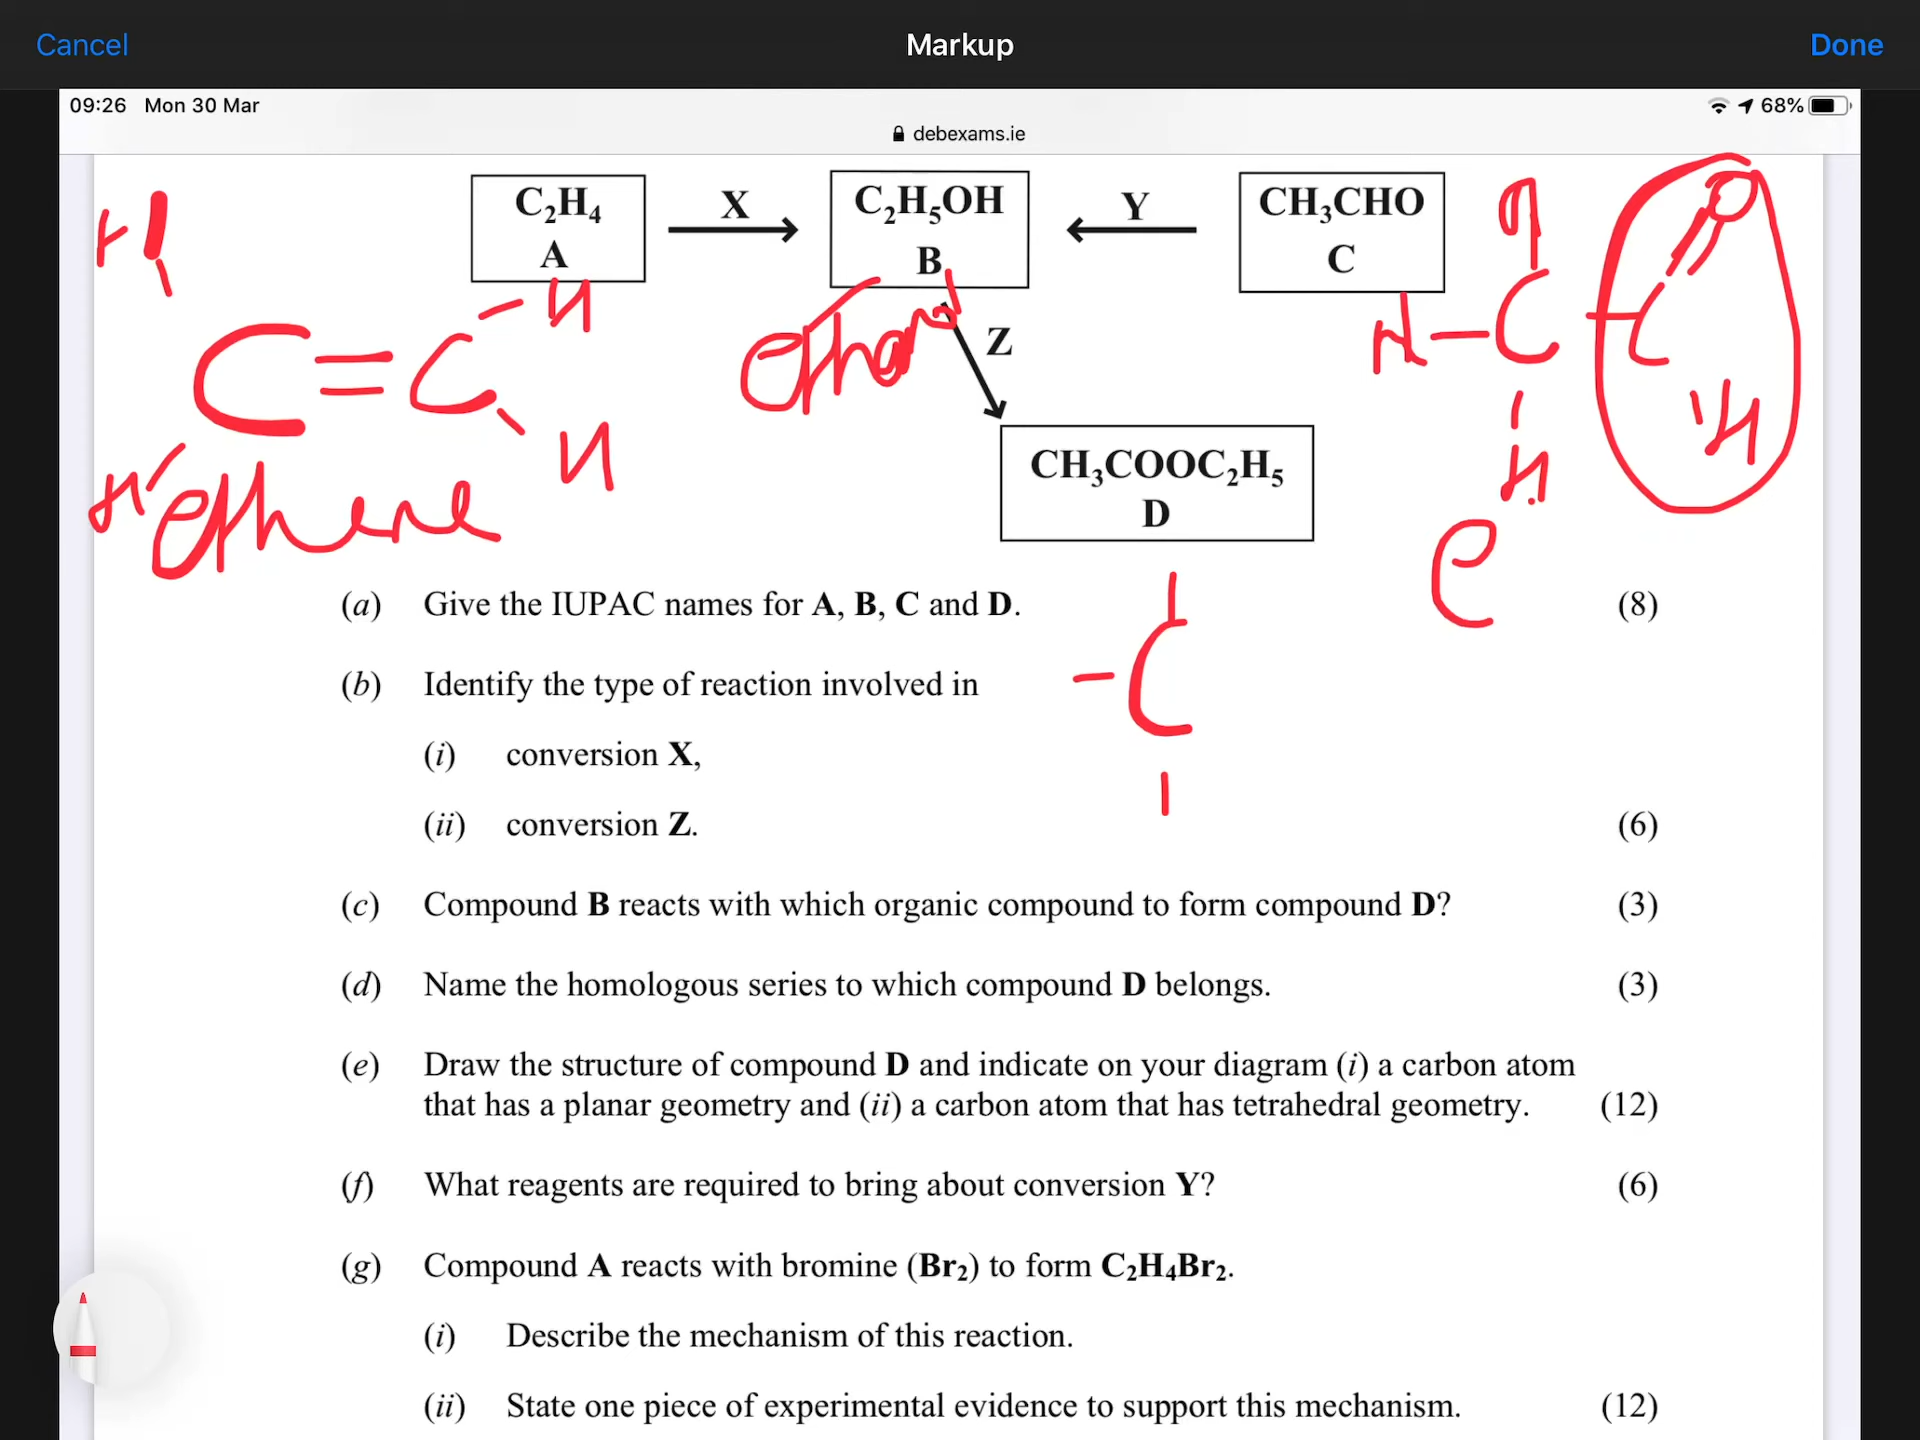 Cancel Markup Done
09:26 Mon 30 Mar 68%
debexams.ie
C₂H₄
A
X
C₂H₅OH
B
Y
CH₃CHO
C
Z
CH₃COOC₂H₅
D
H
C=C
H
H
H
ethene
ethanol
H
H-C-C
O
H
H
e
-C
(a) Give the IUPAC names for A, B, C and D. (8)
(b) Identify the type of reaction involved in
(i) conversion X,
(ii) conversion Z. (6)
(c) Compound B reacts with which organic compound to form compound D? (3)
(d) Name the homologous series to which compound D belongs. (3)
(e) Draw the structure of compound D and indicate on your diagram (i) a carbon atom
that has a planar geometry and (ii) a carbon atom that has tetrahedral geometry. (12)
(f) What reagents are required to bring about conversion Y? (6)
(g) Compound A reacts with bromine (Br₂) to form C₂H₄Br₂.
(i) Describe the mechanism of this reaction.
(ii) State one piece of experimental evidence to support this mechanism. (12)